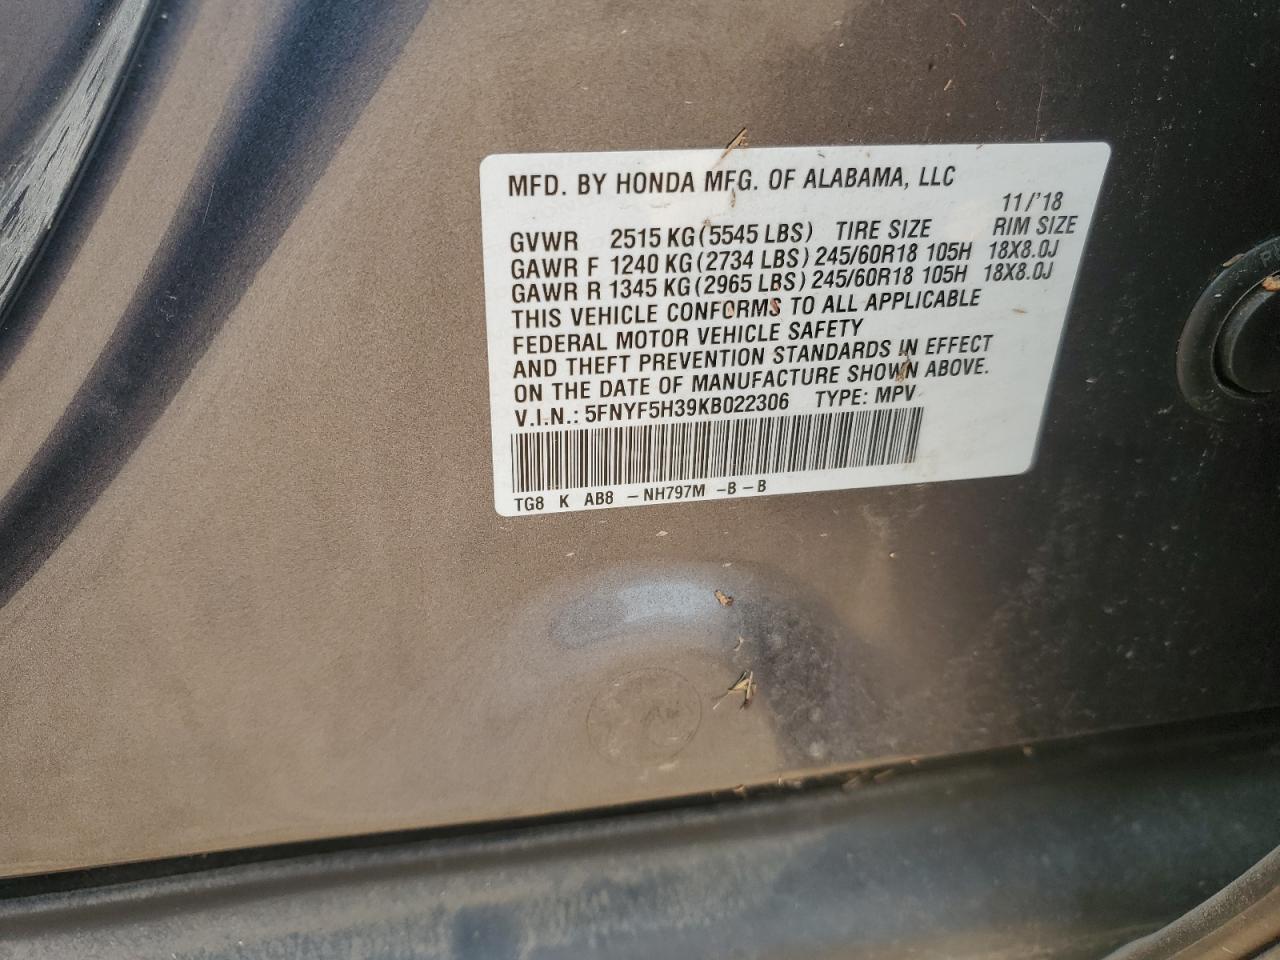 MFD. BY HONDA MFG. OF ALABAMA, LLC
11/'18
GVWR 2515 KG (5545 LBS) TIRE SIZE RIM SIZE
GAWR F 1240 KG (2734 LBS) 245/60R18 105H 18X8.0J
GAWR R 1345 KG (2965 LBS) 245/60R18 105H 18X8.0J
THIS VEHICLE CONFORMS TO ALL APPLICABLE
FEDERAL MOTOR VEHICLE SAFETY
AND THEFT PREVENTION STANDARDS IN EFFECT
ON THE DATE OF MANUFACTURE SHOWN ABOVE.
V.I.N.: 5FNYF5H39KB022306 TYPE: MPV
TG8 K AB8 - NH797M - B - B